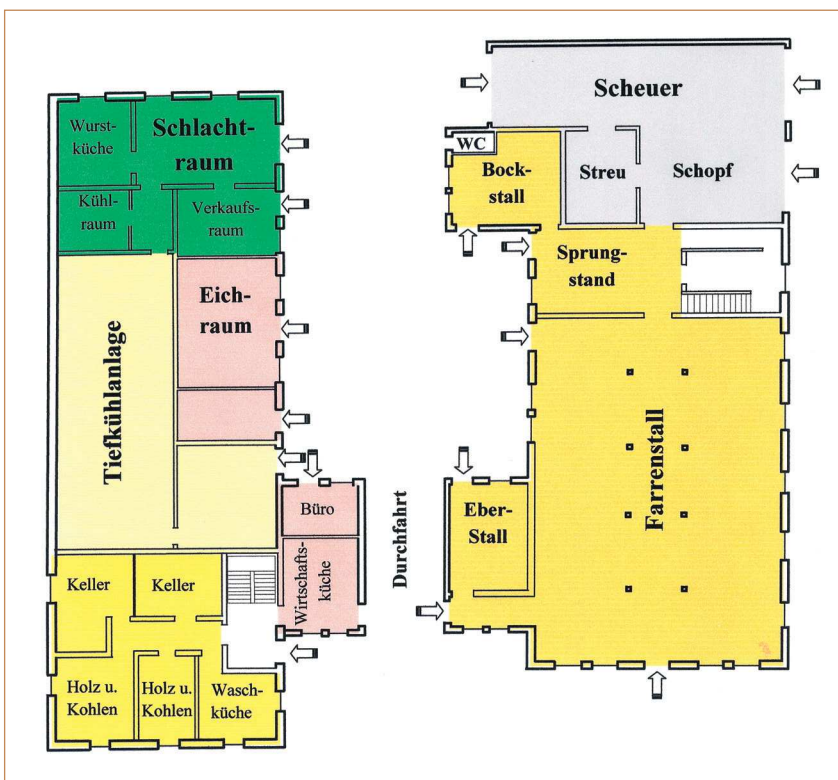 Wurst-
küche
Schlacht-
raum
Kühl-
raum
Verkaufs-
raum
Eich-
raum
Tiefkühlanlage
Büro
Wirtschafts-
küche
Keller
Keller
Holz u.
Kohlen
Holz u.
Kohlen
Wasch-
küche
Durchfahrt
Scheuer
WC
Bock-
stall
Streu
Schopf
Sprung-
stand
Farrenstall
Eber-
Stall